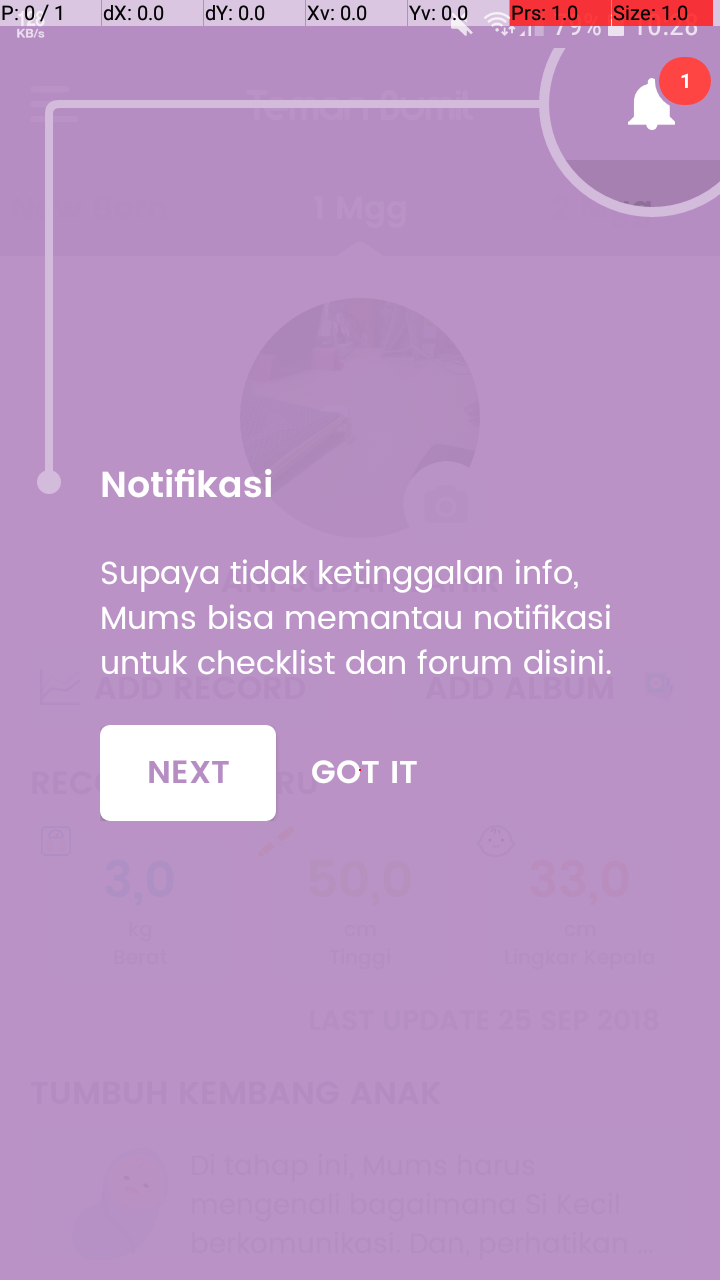 P: 0 / 1 dX: 0.0 dY: 0.0 Xv: 0.0 Yv: 0.0 Prs: 1.0 Size: 1.0
KB/s 79% 10:28
Teman Bumil
1
1 Mgg
Notifikasi
Supaya tidak ketinggalan info,
Mums bisa memantau notifikasi
untuk checklist dan forum disini.
ADD RECORD ADD ALBUM
NEXT GOT IT
3,0 50,0 33,0
kg cm cm
Berat Tinggi Lingkar Kepala
LAST UPDATE 25 SEP 2018
TUMBUH KEMBANG ANAK
Di tahap ini, Mums harus
mengenali bagaimana Si Kecil
berkomunikasi. Dan, perhatikan ...